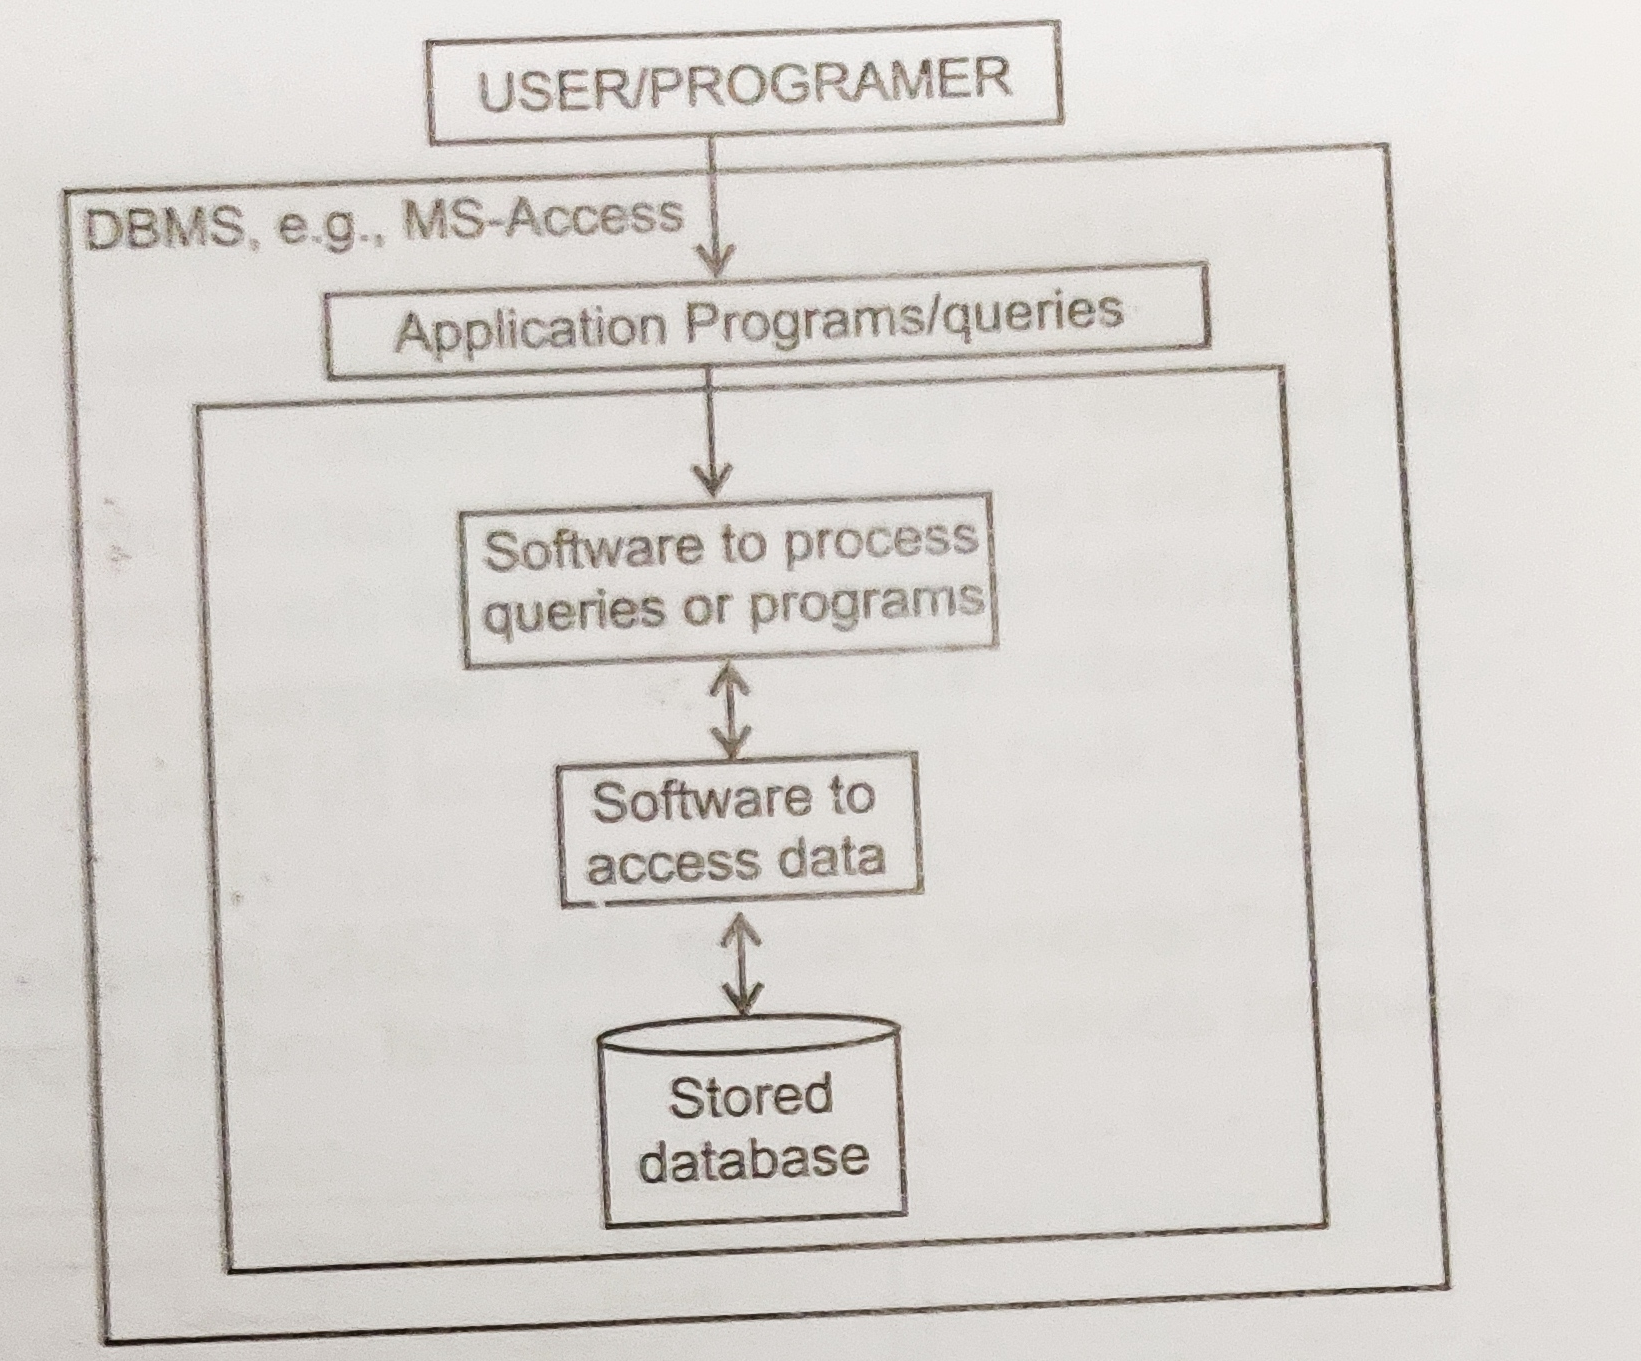 USER/PROGRAMER
DBMS, e.g., MS-Access
Application Programs/queries
Software to process
queries or programs
Software to
access data
Stored
database